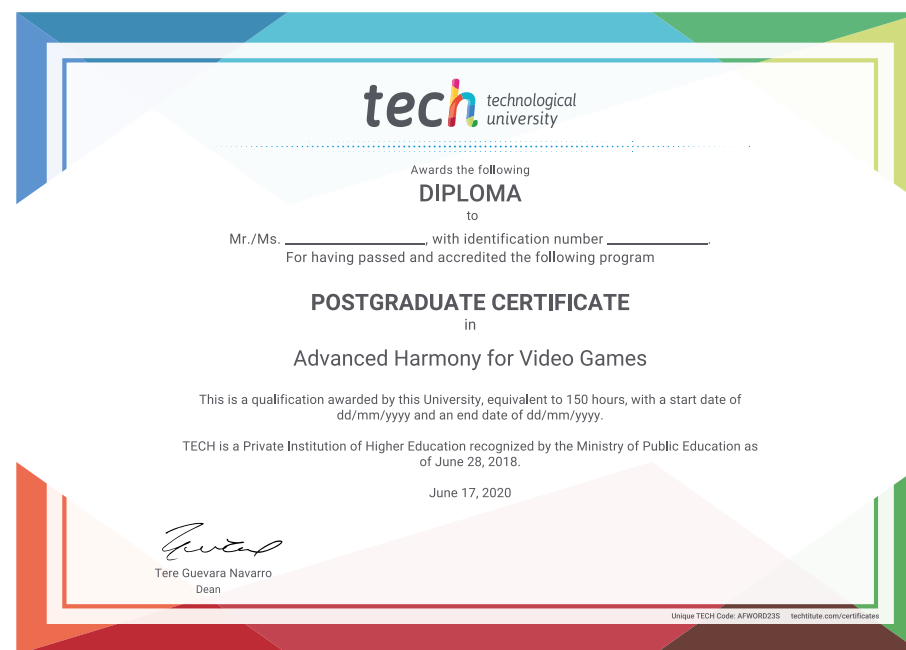 tech technological
university
Awards the following
DIPLOMA
to
Mr./Ms. ____________________, with identification number ______________.
For having passed and accredited the following program
POSTGRADUATE CERTIFICATE
in
Advanced Harmony for Video Games
This is a qualification awarded by this University, equivalent to 150 hours, with a start date of
dd/mm/yyyy and an end date of dd/mm/yyyy.
TECH is a Private Institution of Higher Education recognized by the Ministry of Public Education as
of June 28, 2018.
June 17, 2020
Tere Guevara Navarro
Dean
Unique TECH Code: AFWORD23S techtitute.com/certificates